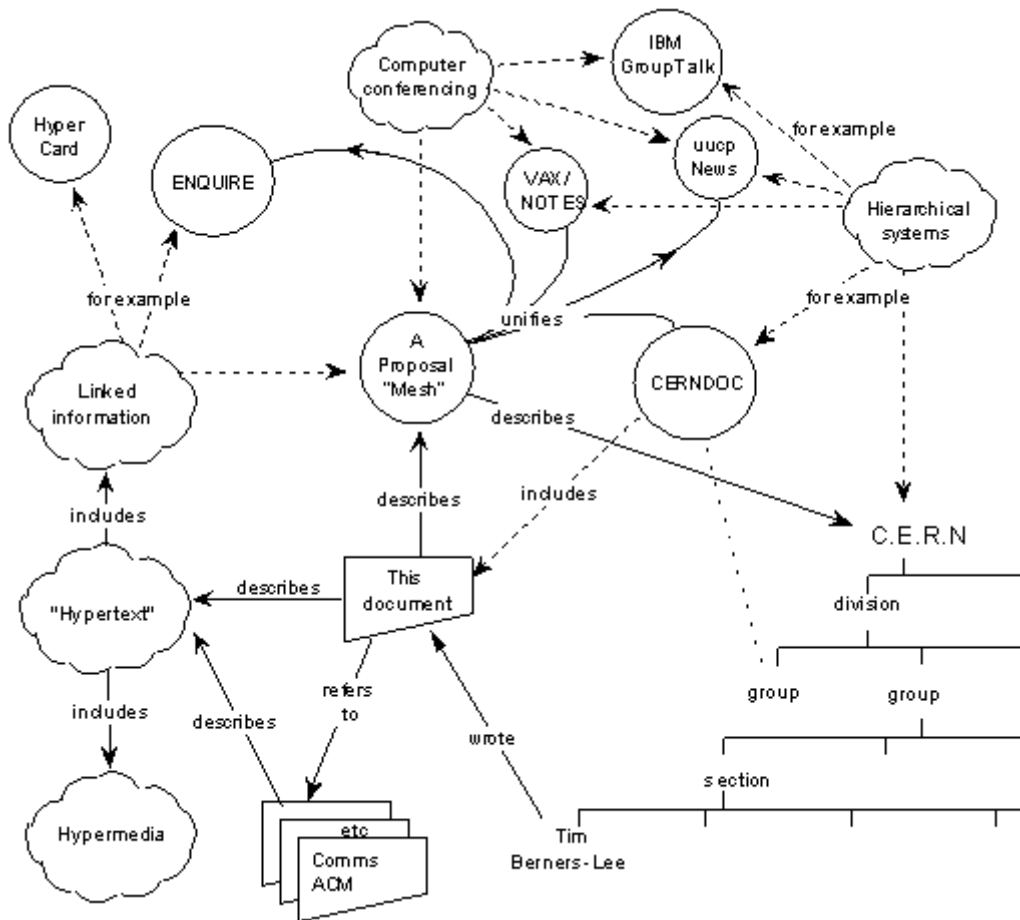 IBM
GroupTalk
Computer
conferencing
Hyper
Card
for example
uucp
News
ENQUIRE
VAX/
NOTES
Hierarchical
systems
for example
for example
unifies
A
Proposal
"Mesh"
CERNDOC
Linked
information
describes
includes
describes
includes
C.E.R.N
This
document
describes
"Hypertext"
division
refers
to
group
group
includes
describes
wrote
section
Hypermedia
etc
Comms
ACM
Tim
Berners-Lee